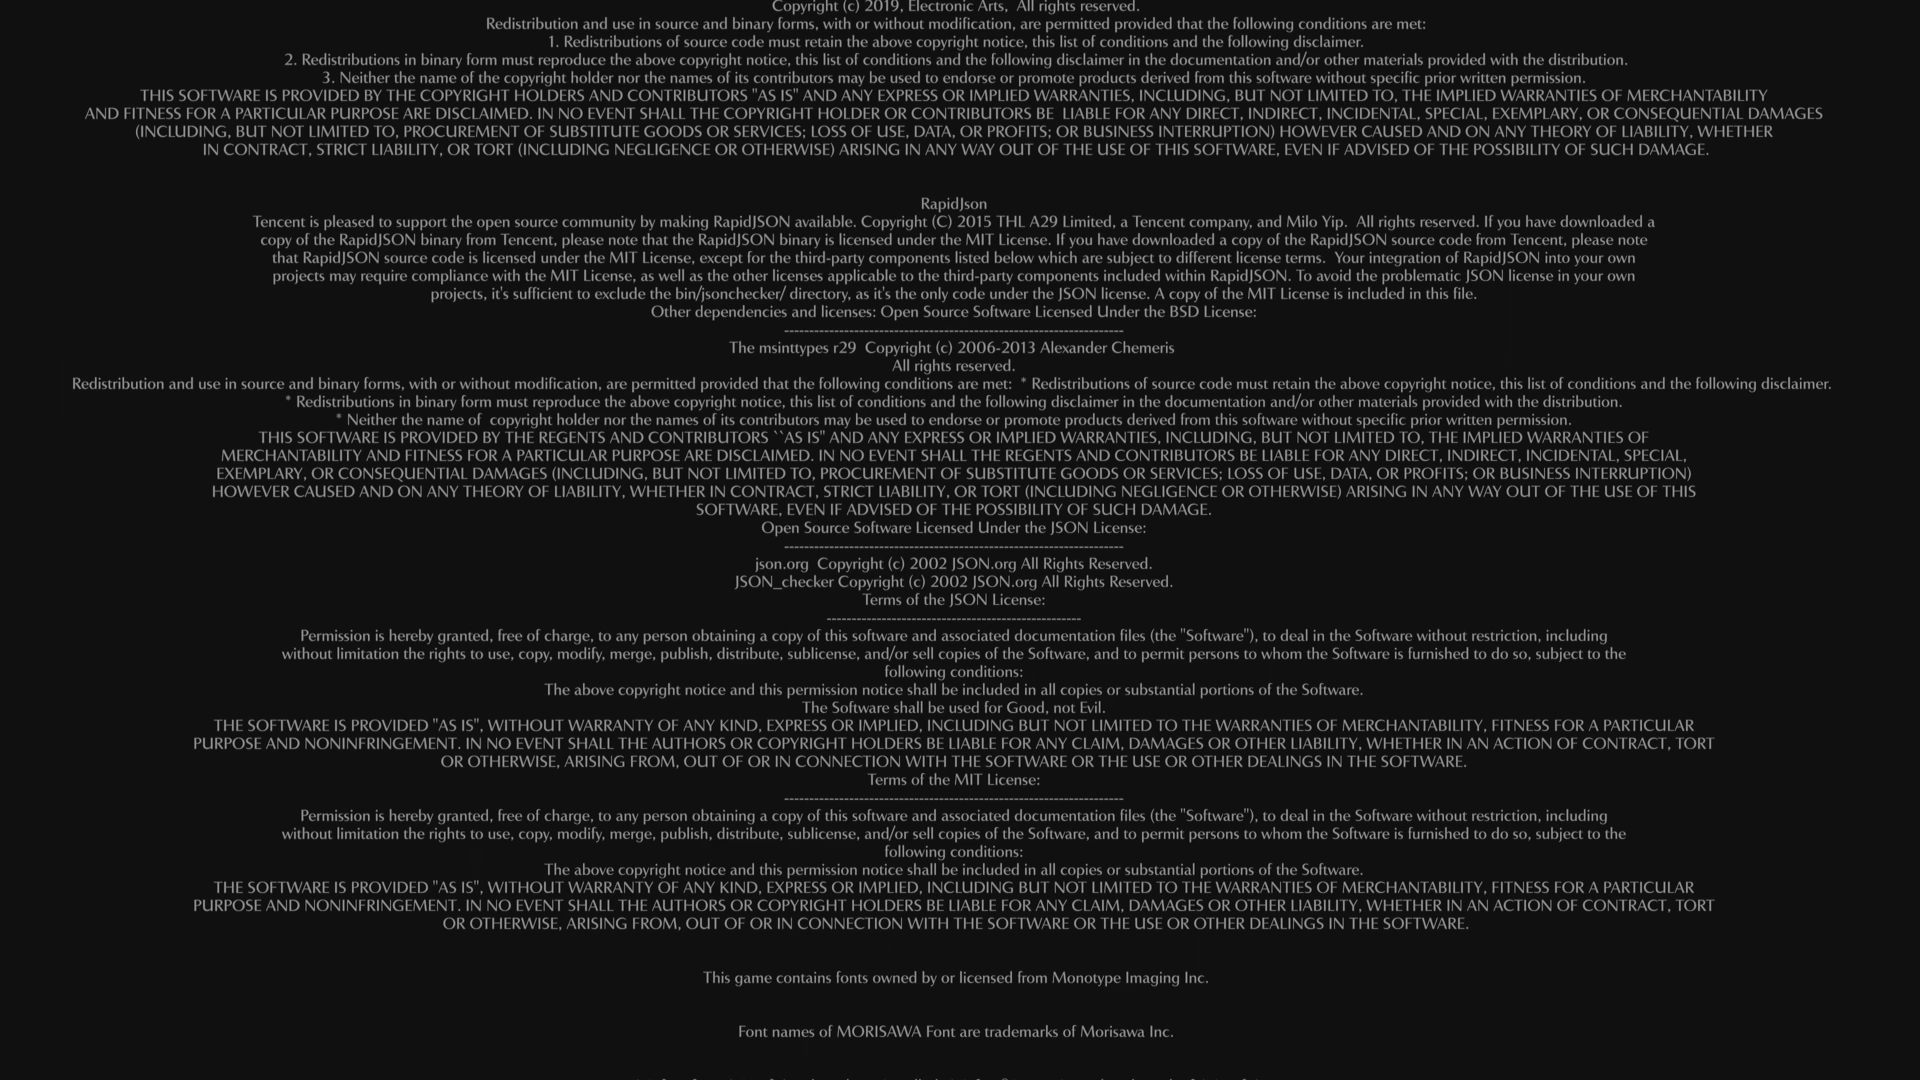 Copyright (c) 2019, Electronic Arts,  All rights reserved.
Redistribution and use in source and binary forms, with or without modification, are permitted provided that the following conditions are met:
1. Redistributions of source code must retain the above copyright notice, this list of conditions and the following disclaimer.
2. Redistributions in binary form must reproduce the above copyright notice, this list of conditions and the following disclaimer in the documentation and/or other materials provided with the distribution.
3. Neither the name of the copyright holder nor the names of its contributors may be used to endorse or promote products derived from this software without specific prior written permission.
THIS SOFTWARE IS PROVIDED BY THE COPYRIGHT HOLDERS AND CONTRIBUTORS "AS IS" AND ANY EXPRESS OR IMPLIED WARRANTIES, INCLUDING, BUT NOT LIMITED TO, THE IMPLIED WARRANTIES OF MERCHANTABILITY
AND FITNESS FOR A PARTICULAR PURPOSE ARE DISCLAIMED. IN NO EVENT SHALL THE COPYRIGHT HOLDER OR CONTRIBUTORS BE  LIABLE FOR ANY DIRECT, INDIRECT, INCIDENTAL, SPECIAL, EXEMPLARY, OR CONSEQUENTIAL DAMAGES
(INCLUDING, BUT NOT LIMITED TO, PROCUREMENT OF SUBSTITUTE GOODS OR SERVICES; LOSS OF USE, DATA, OR PROFITS; OR BUSINESS INTERRUPTION) HOWEVER CAUSED AND ON ANY THEORY OF LIABILITY, WHETHER
IN CONTRACT, STRICT LIABILITY, OR TORT (INCLUDING NEGLIGENCE OR OTHERWISE) ARISING IN ANY WAY OUT OF THE USE OF THIS SOFTWARE, EVEN IF ADVISED OF THE POSSIBILITY OF SUCH DAMAGE.
RapidJson
Tencent is pleased to support the open source community by making RapidJSON available. Copyright (C) 2015 THL A29 Limited, a Tencent company, and Milo Yip.  All rights reserved. If you have downloaded a
copy of the RapidJSON binary from Tencent, please note that the RapidJSON binary is licensed under the MIT License. If you have downloaded a copy of the RapidJSON source code from Tencent, please note
that RapidJSON source code is licensed under the MIT License, except for the third-party components listed below which are subject to different license terms.  Your integration of RapidJSON into your own
projects may require compliance with the MIT License, as well as the other licenses applicable to the third-party components included within RapidJSON. To avoid the problematic JSON license in your own
projects, it's sufficient to exclude the bin/jsonchecker/ directory, as it's the only code under the JSON license. A copy of the MIT License is included in this file.
Other dependencies and licenses: Open Source Software Licensed Under the BSD License:
--------------------------------------------------------------------
The msinttypes r29  Copyright (c) 2006-2013 Alexander Chemeris
All rights reserved.
Redistribution and use in source and binary forms, with or without modification, are permitted provided that the following conditions are met:  * Redistributions of source code must retain the above copyright notice, this list of conditions and the following disclaimer.
* Redistributions in binary form must reproduce the above copyright notice, this list of conditions and the following disclaimer in the documentation and/or other materials provided with the distribution.
* Neither the name of  copyright holder nor the names of its contributors may be used to endorse or promote products derived from this software without specific prior written permission.
THIS SOFTWARE IS PROVIDED BY THE REGENTS AND CONTRIBUTORS ``AS IS" AND ANY EXPRESS OR IMPLIED WARRANTIES, INCLUDING, BUT NOT LIMITED TO, THE IMPLIED WARRANTIES OF
MERCHANTABILITY AND FITNESS FOR A PARTICULAR PURPOSE ARE DISCLAIMED. IN NO EVENT SHALL THE REGENTS AND CONTRIBUTORS BE LIABLE FOR ANY DIRECT, INDIRECT, INCIDENTAL, SPECIAL,
EXEMPLARY, OR CONSEQUENTIAL DAMAGES (INCLUDING, BUT NOT LIMITED TO, PROCUREMENT OF SUBSTITUTE GOODS OR SERVICES; LOSS OF USE, DATA, OR PROFITS; OR BUSINESS INTERRUPTION)
HOWEVER CAUSED AND ON ANY THEORY OF LIABILITY, WHETHER IN CONTRACT, STRICT LIABILITY, OR TORT (INCLUDING NEGLIGENCE OR OTHERWISE) ARISING IN ANY WAY OUT OF THE USE OF THIS
SOFTWARE, EVEN IF ADVISED OF THE POSSIBILITY OF SUCH DAMAGE.
Open Source Software Licensed Under the JSON License:
--------------------------------------------------------------------
json.org  Copyright (c) 2002 JSON.org All Rights Reserved.
JSON_checker Copyright (c) 2002 JSON.org All Rights Reserved.
Terms of the JSON License:
---------------------------------------------------
Permission is hereby granted, free of charge, to any person obtaining a copy of this software and associated documentation files (the "Software"), to deal in the Software without restriction, including
without limitation the rights to use, copy, modify, merge, publish, distribute, sublicense, and/or sell copies of the Software, and to permit persons to whom the Software is furnished to do so, subject to the
following conditions:
The above copyright notice and this permission notice shall be included in all copies or substantial portions of the Software.
The Software shall be used for Good, not Evil.
THE SOFTWARE IS PROVIDED "AS IS", WITHOUT WARRANTY OF ANY KIND, EXPRESS OR IMPLIED, INCLUDING BUT NOT LIMITED TO THE WARRANTIES OF MERCHANTABILITY, FITNESS FOR A PARTICULAR
PURPOSE AND NONINFRINGEMENT. IN NO EVENT SHALL THE AUTHORS OR COPYRIGHT HOLDERS BE LIABLE FOR ANY CLAIM, DAMAGES OR OTHER LIABILITY, WHETHER IN AN ACTION OF CONTRACT, TORT
OR OTHERWISE, ARISING FROM, OUT OF OR IN CONNECTION WITH THE SOFTWARE OR THE USE OR OTHER DEALINGS IN THE SOFTWARE.
Terms of the MIT License:
--------------------------------------------------------------------
Permission is hereby granted, free of charge, to any person obtaining a copy of this software and associated documentation files (the "Software"), to deal in the Software without restriction, including
without limitation the rights to use, copy, modify, merge, publish, distribute, sublicense, and/or sell copies of the Software, and to permit persons to whom the Software is furnished to do so, subject to the
following conditions:
The above copyright notice and this permission notice shall be included in all copies or substantial portions of the Software.
THE SOFTWARE IS PROVIDED "AS IS", WITHOUT WARRANTY OF ANY KIND, EXPRESS OR IMPLIED, INCLUDING BUT NOT LIMITED TO THE WARRANTIES OF MERCHANTABILITY, FITNESS FOR A PARTICULAR
PURPOSE AND NONINFRINGEMENT. IN NO EVENT SHALL THE AUTHORS OR COPYRIGHT HOLDERS BE LIABLE FOR ANY CLAIM, DAMAGES OR OTHER LIABILITY, WHETHER IN AN ACTION OF CONTRACT, TORT
OR OTHERWISE, ARISING FROM, OUT OF OR IN CONNECTION WITH THE SOFTWARE OR THE USE OR OTHER DEALINGS IN THE SOFTWARE.
This game contains fonts owned by or licensed from Monotype Imaging Inc.
Font names of MORISAWA Font are trademarks of Morisawa Inc.